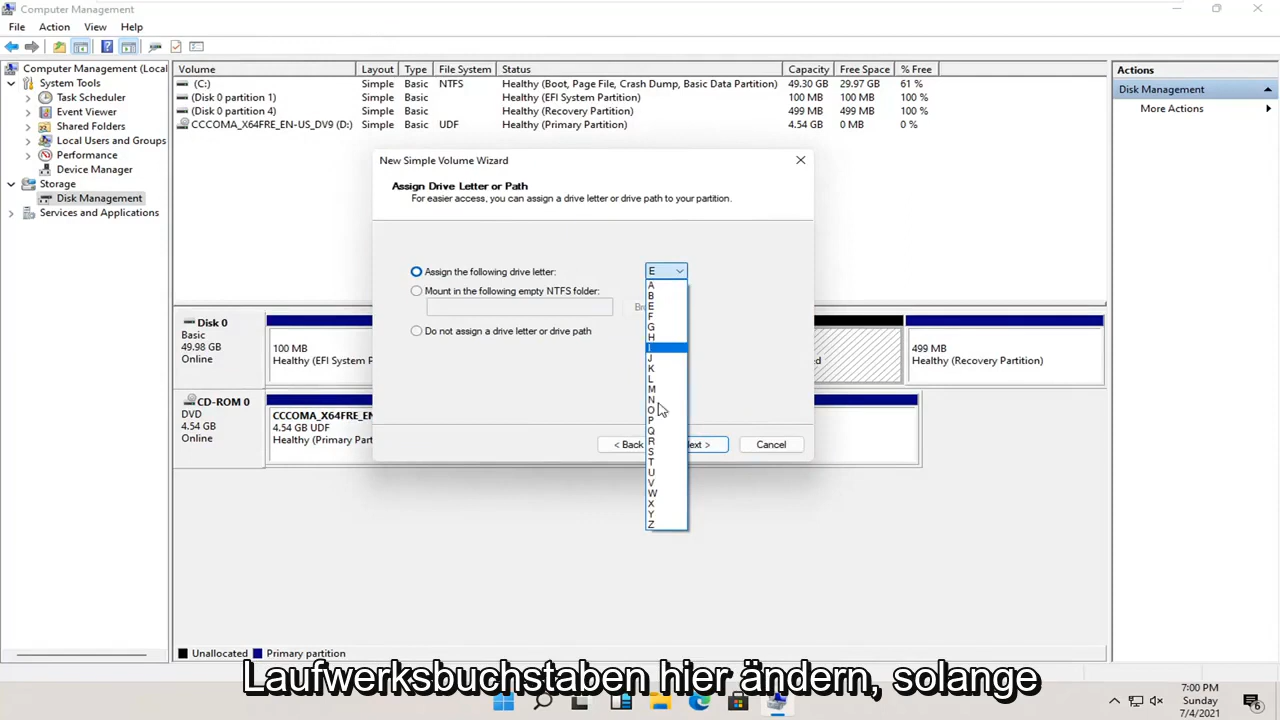 Computer Management
File Action View Help
Computer Management (Local
System Tools
Task Scheduler
Event Viewer
Shared Folders
Local Users and Groups
Performance
Device Manager
Storage
Disk Management
Services and Applications
Volume Layout Type File System Status Capacity Free Space % Free
(C:) Simple Basic NTFS Healthy (Boot, Page File, Crash Dump, Basic Data Partition) 49.30 GB 29.97 GB 61 %
(Disk 0 partition 1) Simple Basic Healthy (EFI System Partition) 100 MB 100 MB 100 %
(Disk 0 partition 4) Simple Basic Healthy (Recovery Partition) 499 MB 499 MB 100 %
CCCOMA_X64FRE_EN-US_DV9 (D:) Simple Basic UDF Healthy (Primary Partition) 4.54 GB 0 MB 0 %
Actions
Disk Management
More Actions
New Simple Volume Wizard
Assign Drive Letter or Path
For easier access, you can assign a drive letter or drive path to your partition.
Assign the following drive letter: E
Mount in the following empty NTFS folder:
Do not assign a drive letter or drive path
A
B
E
F
G
H
I
J
K
L
M
N
O
P
Q
R
S
T
U
V
W
X
Y
Z
< Back
ext >
Cancel
Disk 0
Basic
49.98 GB
Online
100 MB
Healthy (EFI System P
499 MB
Healthy (Recovery Partition)
CD-ROM 0
DVD
4.54 GB
Online
CCCOMA_X64FRE_EN
4.54 GB UDF
Healthy (Primary Part
Unallocated Primary partition
Laufwerksbuchstaben hier ändern, solange
7:00 PM
Sunday
7/4/2021
6